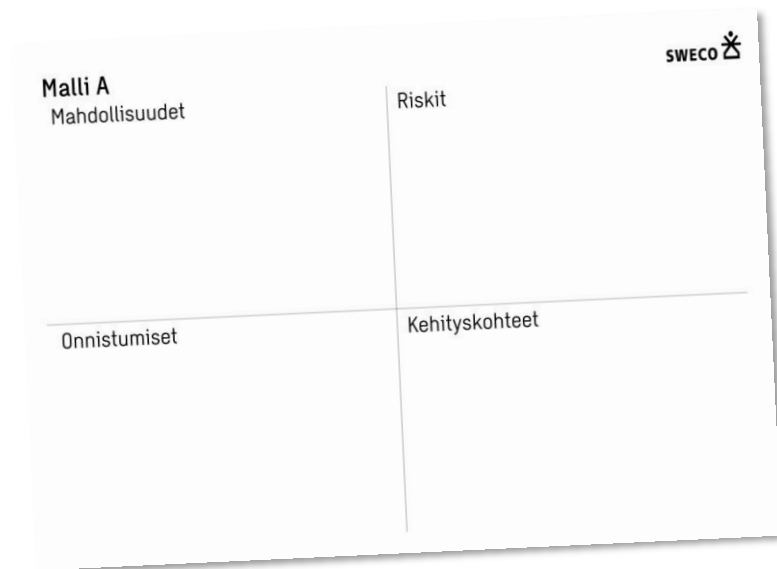 SWECO
Malli A
Mahdollisuudet
Riskit
Onnistumiset
Kehityskohteet